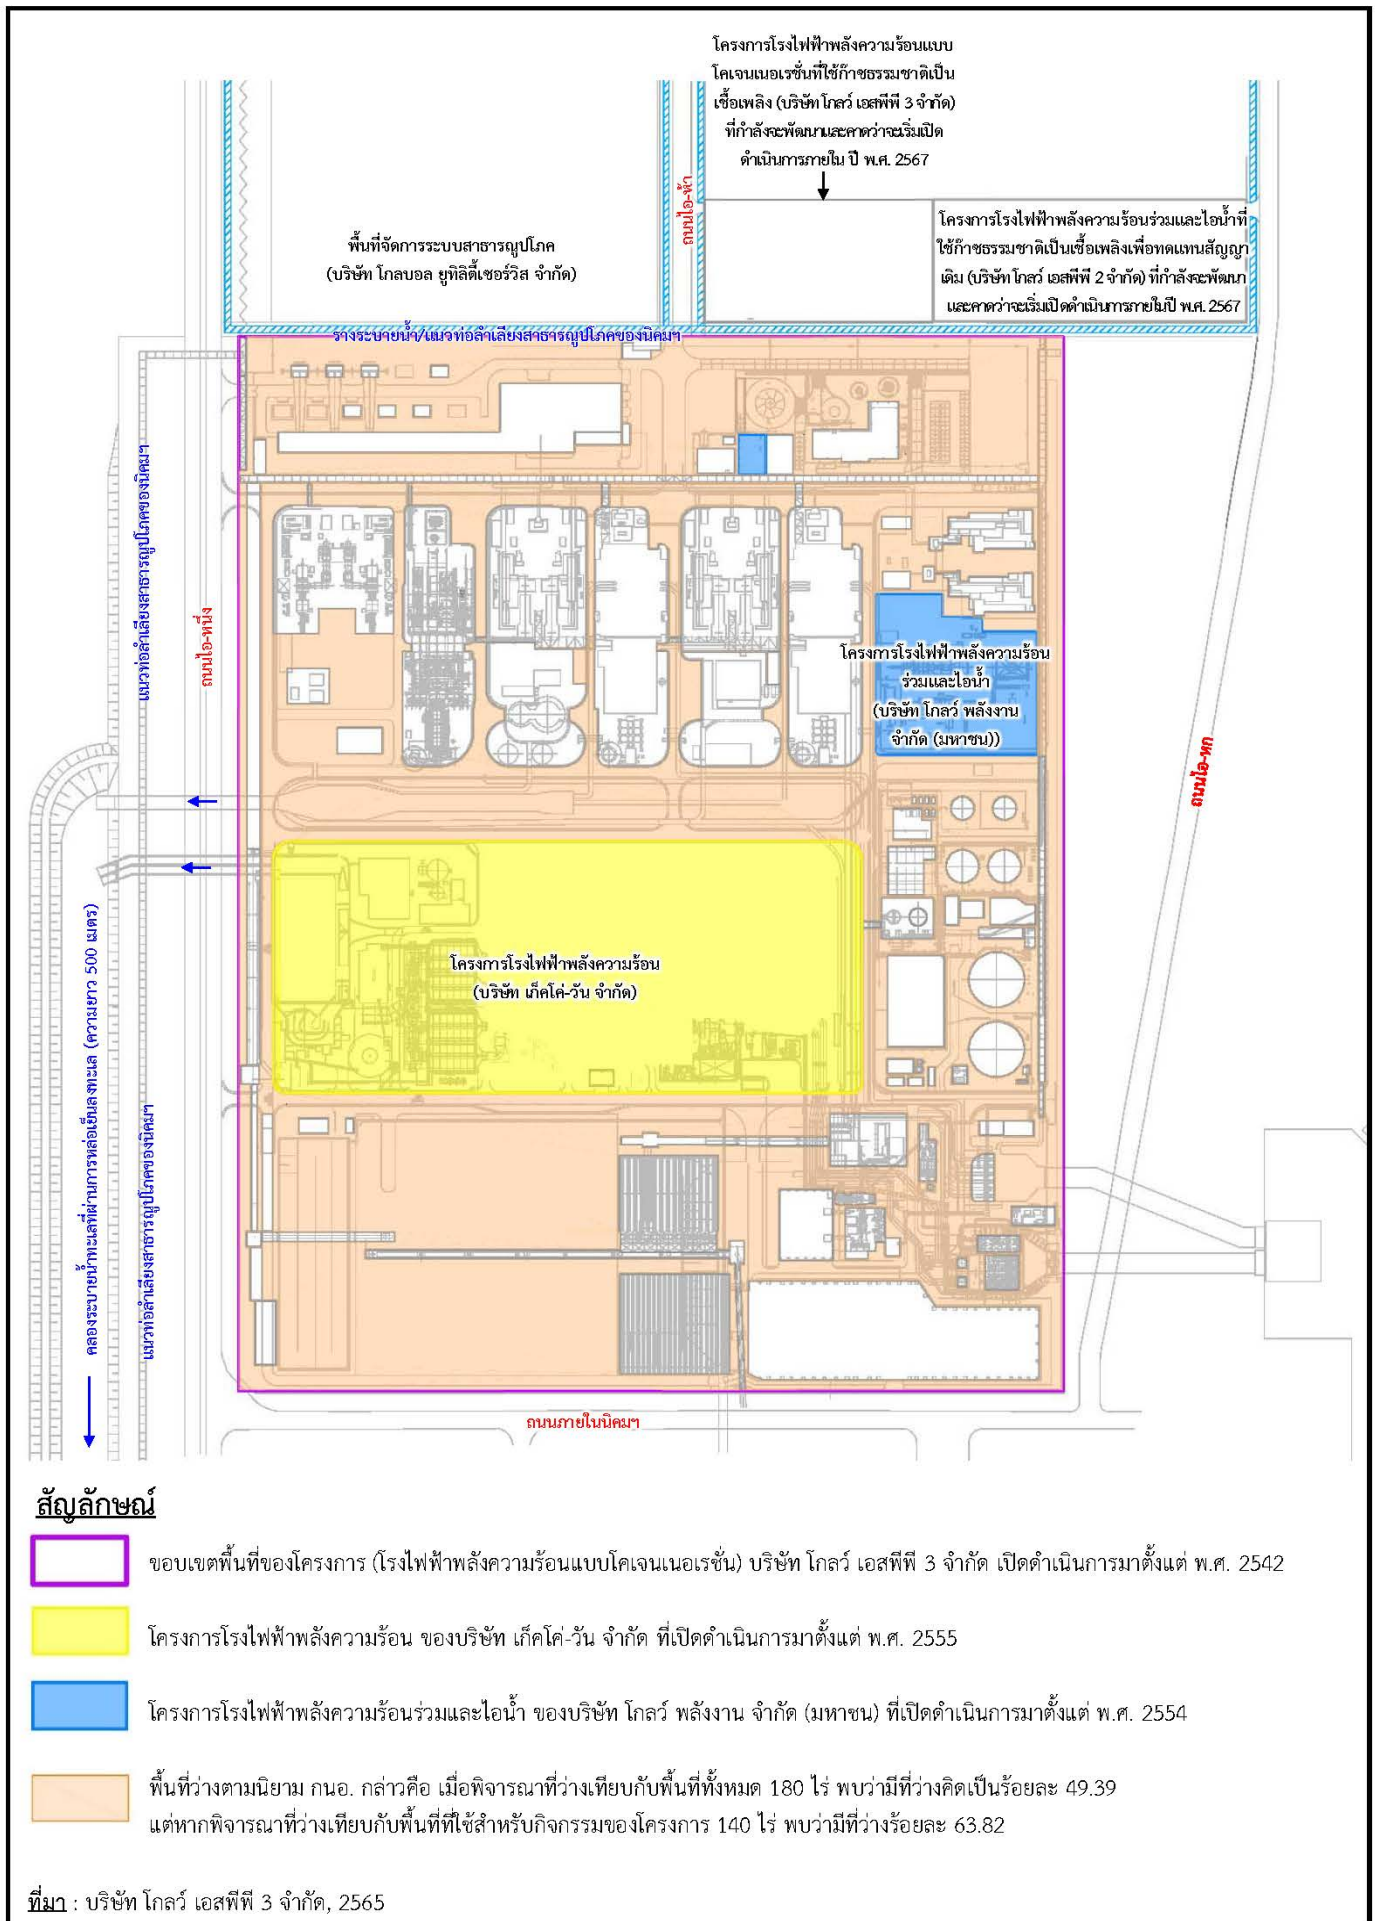 โครงการโรงไฟฟ้าพลังความร้อนแบบ
โคเจนเนอเรชั่นที่ใช้ก๊าซธรรมชาติเป็น
เชื้อเพลิง (บริษัท โกลว์ เอสพีพี 3 จำกัด)
ที่กำลังจะพัฒนาและคาดว่าจะเริ่มเปิด
ดำเนินการภายใน ปี พ.ศ. 2567
ถนนไอ-ห้า
พื้นที่จัดการระบบสาธารณูปโภค
(บริษัท โกลบอล ยูทิลิตี้เซอร์วิส จำกัด)
โครงการโรงไฟฟ้าพลังความร้อนร่วมและไอน้ำที่
ใช้ก๊าซธรรมชาติเป็นเชื้อเพลิงเพื่อทดแทนสัญญา
เดิม (บริษัท โกลว์ เอสพีพี 2 จำกัด) ที่กำลังจะพัฒนา
และคาดว่าจะเริ่มเปิดดำเนินการภายในปี พ.ศ. 2567
รางระบายน้ำ/แนวท่อลำเลียงสาธารณูปโภคของนิคมฯ
แนวท่อลำเลียงสาธารณูปโภคของนิคมฯ
ถนนไอ-หนึ่ง
โครงการโรงไฟฟ้าพลังความร้อน
ร่วมและไอน้ำ
(บริษัท โกลว์ พลังงาน
จำกัด (มหาชน))
ถนนไอ-หก
โครงการโรงไฟฟ้าพลังความร้อน
(บริษัท เก็คโค่-วัน จำกัด)
คลองระบายน้ำทะเลที่ผ่านการหล่อเย็นลงทะเล (ความยาว 500 เมตร)
แนวท่อลำเลียงสาธารณูปโภคของนิคมฯ
ถนนภายในนิคมฯ
สัญลักษณ์
ขอบเขตพื้นที่ของโครงการ (โรงไฟฟ้าพลังความร้อนแบบโคเจนเนอเรชั่น) บริษัท โกลว์ เอสพีพี 3 จำกัด เปิดดำเนินการมาตั้งแต่ พ.ศ. 2542
โครงการโรงไฟฟ้าพลังความร้อน ของบริษัท เก็คโค่-วัน จำกัด ที่เปิดดำเนินการมาตั้งแต่ พ.ศ. 2555
โครงการโรงไฟฟ้าพลังความร้อนร่วมและไอน้ำ ของบริษัท โกลว์ พลังงาน จำกัด (มหาชน) ที่เปิดดำเนินการมาตั้งแต่ พ.ศ. 2554
พื้นที่ว่างตามนิยาม กนอ. กล่าวคือ เมื่อพิจารณาที่ว่างเทียบกับพื้นที่ทั้งหมด 180 ไร่ พบว่ามีที่ว่างคิดเป็นร้อยละ 49.39
แต่หากพิจารณาที่ว่างเทียบกับพื้นที่ที่ใช้สำหรับกิจกรรมของโครงการ 140 ไร่ พบว่ามีที่ว่างร้อยละ 63.82
ที่มา : บริษัท โกลว์ เอสพีพี 3 จำกัด, 2565